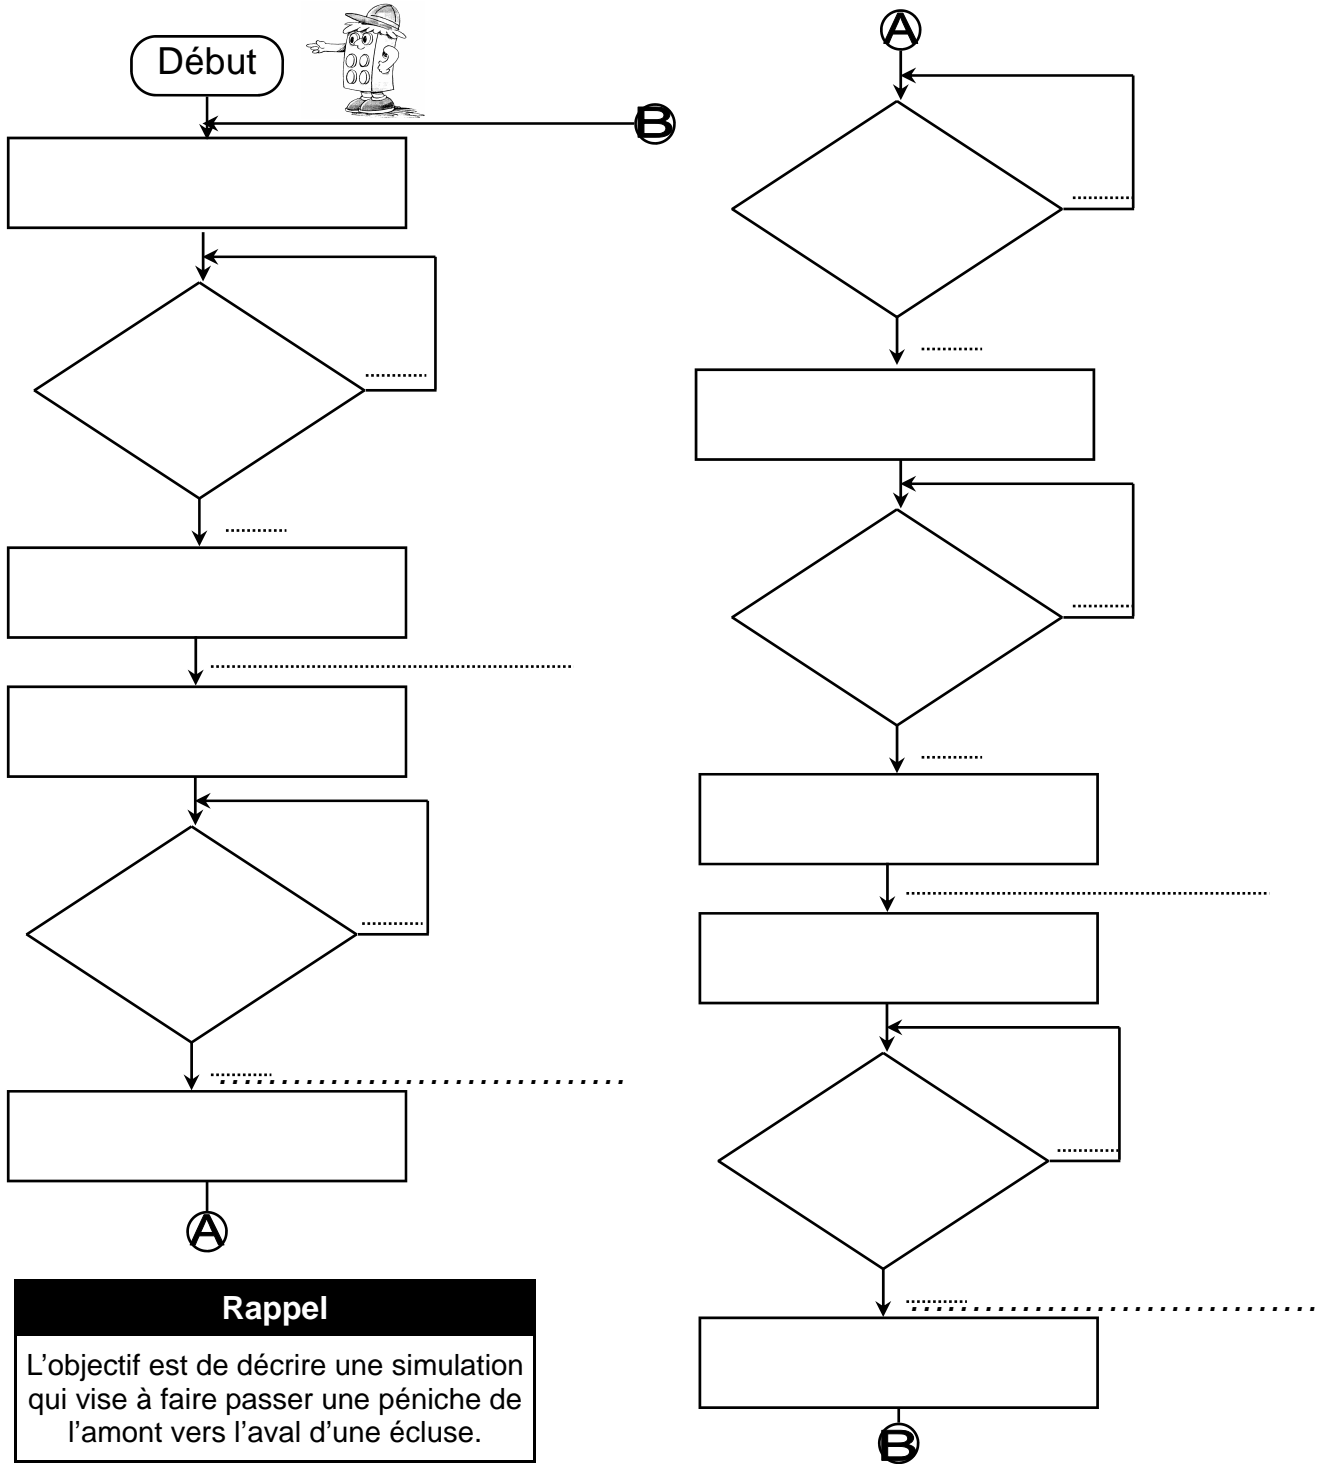 Début
B
A
Rappel
L’objectif est de décrire une simulation
qui vise à faire passer une péniche de
l’amont vers l’aval d’une écluse.
A
B